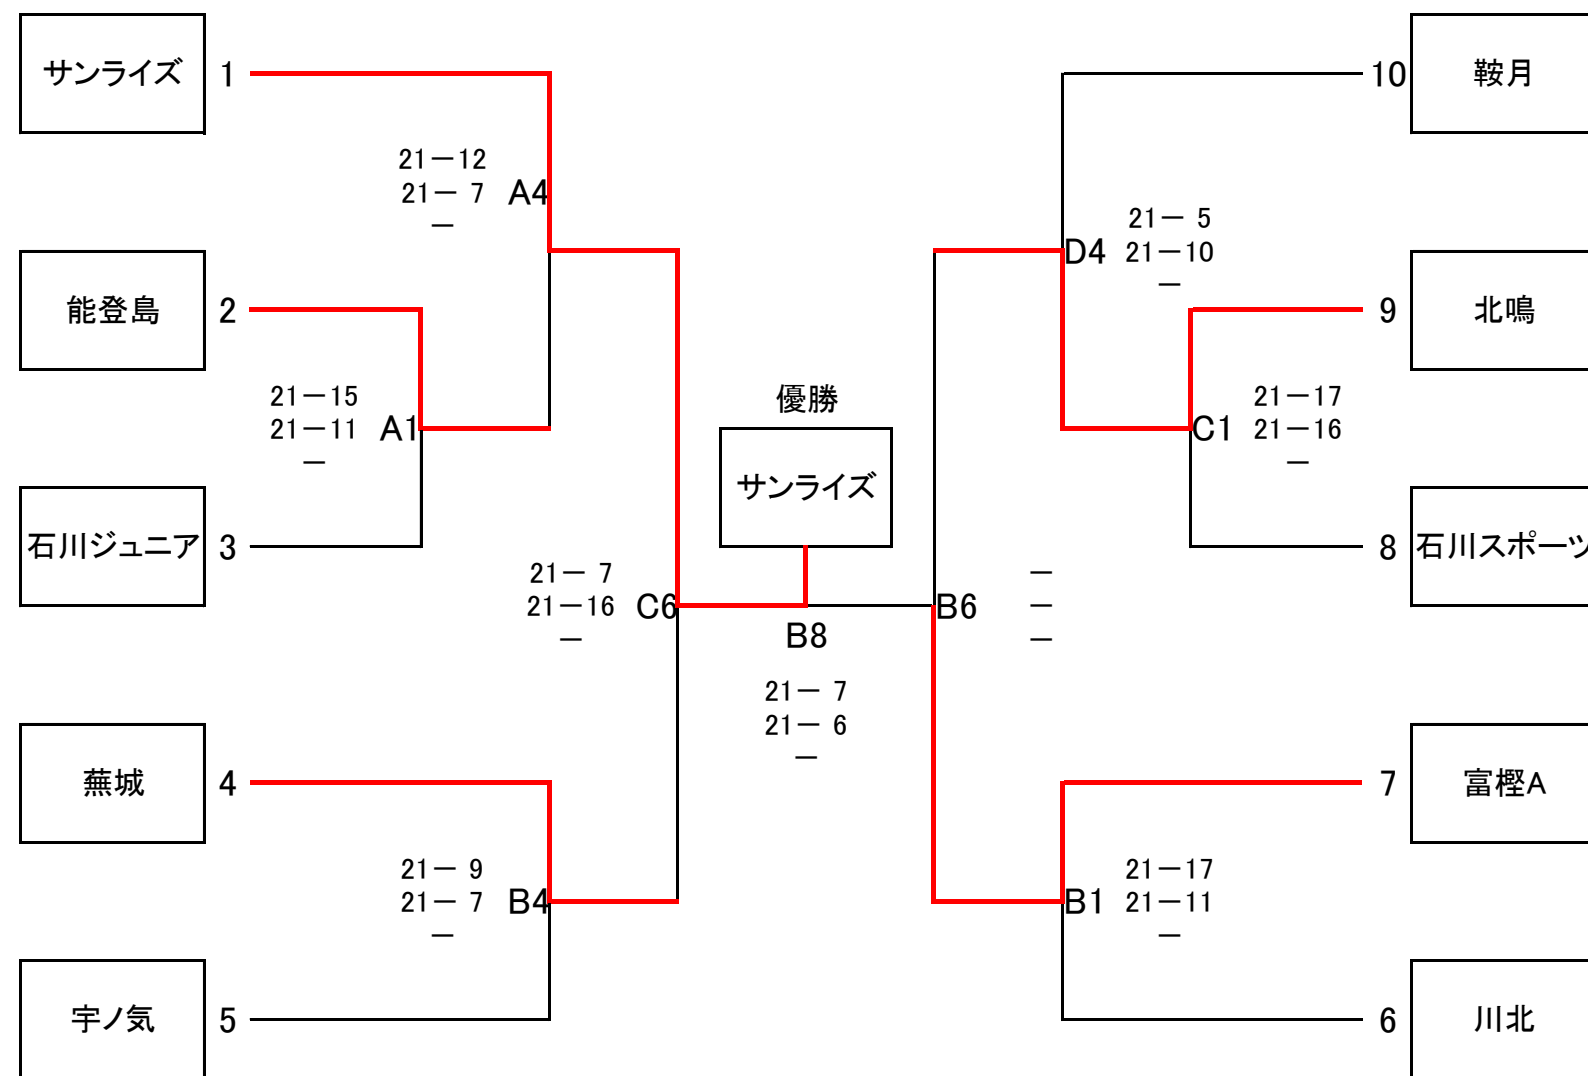 サンライズ 1
10 鞍月
21－12
21－ 7 A4
－
21－ 5
D4 21－10
－
能登島 2
9 北鳴
21－15
21－11 A1
－
優勝
サンライズ
21－17
C1 21－16
－
石川ジュニア 3
8 石川スポーツ
21－ 7
21－16 C6
－
B8
21－ 7
21－ 6
－
－
B6 －
－
蕪城 4
7 富樫A
21－ 9
21－ 7 B4
－
21－17
B1 21－11
－
宇ノ気 5
6 川北